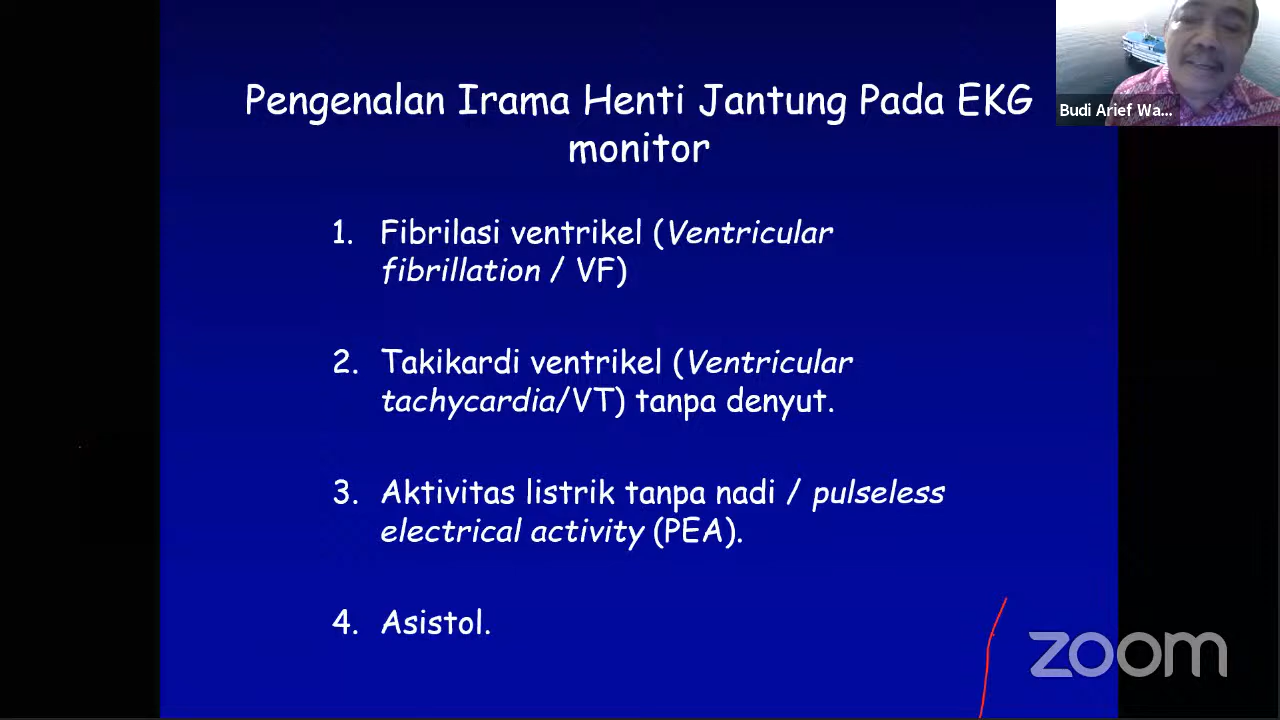 Pengenalan Irama Henti Jantung Pada EKG
monitor
1. Fibrilasi ventrikel (Ventricular
fibrillation / VF)
2. Takikardi ventrikel (Ventricular
tachycardia/VT) tanpa denyut.
3. Aktivitas listrik tanpa nadi / pulseless
electrical activity (PEA).
4. Asistol.
Budi Arief Wa...
zoom